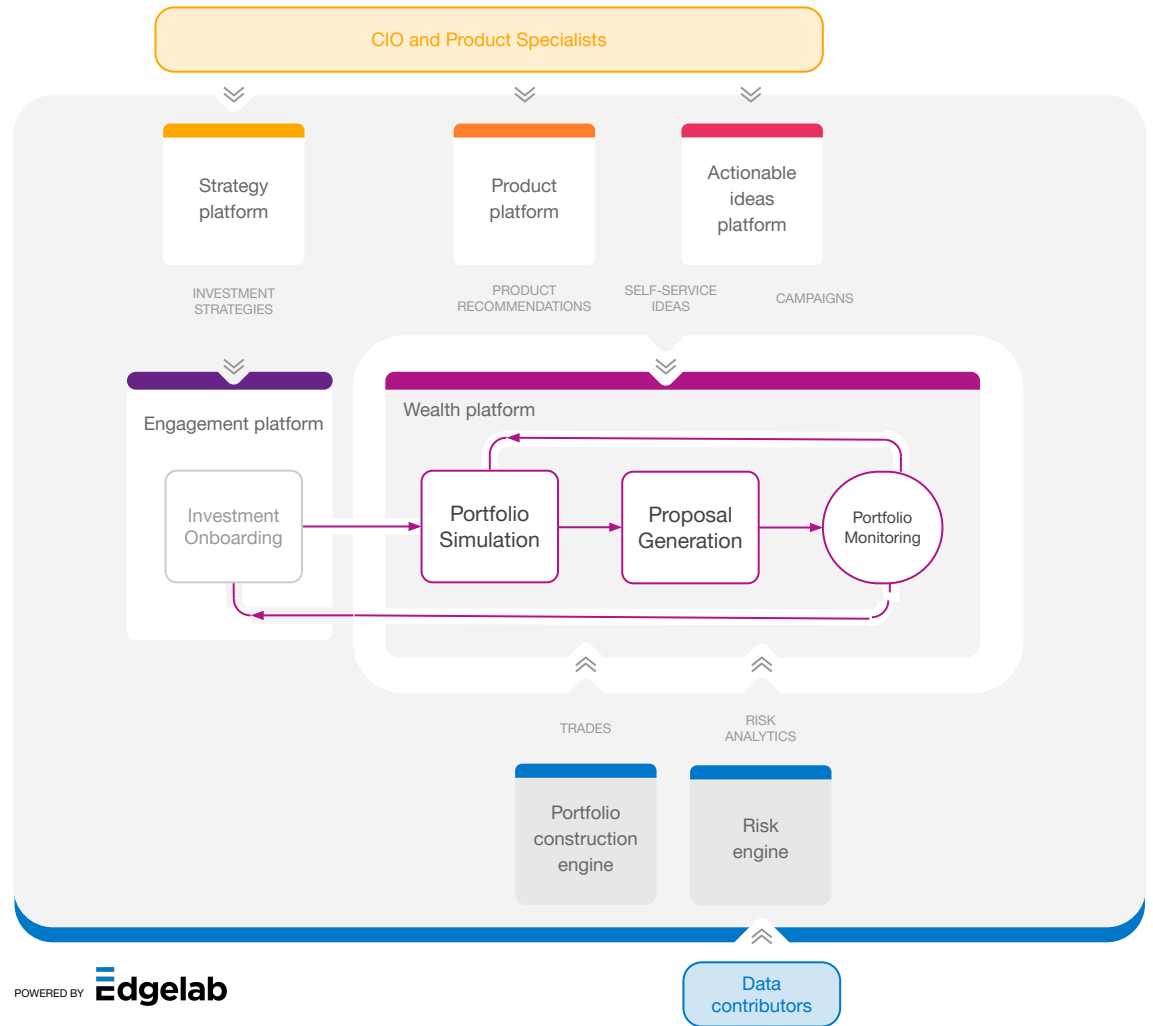 CIO and Product Specialists
Strategy
platform
Product
platform
Actionable
ideas
platform
INVESTMENT
STRATEGIES
PRODUCT
RECOMMENDATIONS
SELF-SERVICE
IDEAS
CAMPAIGNS
Engagement platform
Wealth platform
Investment
Onboarding
Portfolio
Simulation
Proposal
Generation
Portfolio
Monitoring
TRADES
RISK
ANALYTICS
Portfolio
construction
engine
Risk
engine
POWERED BY Edgelab
Data
contributors